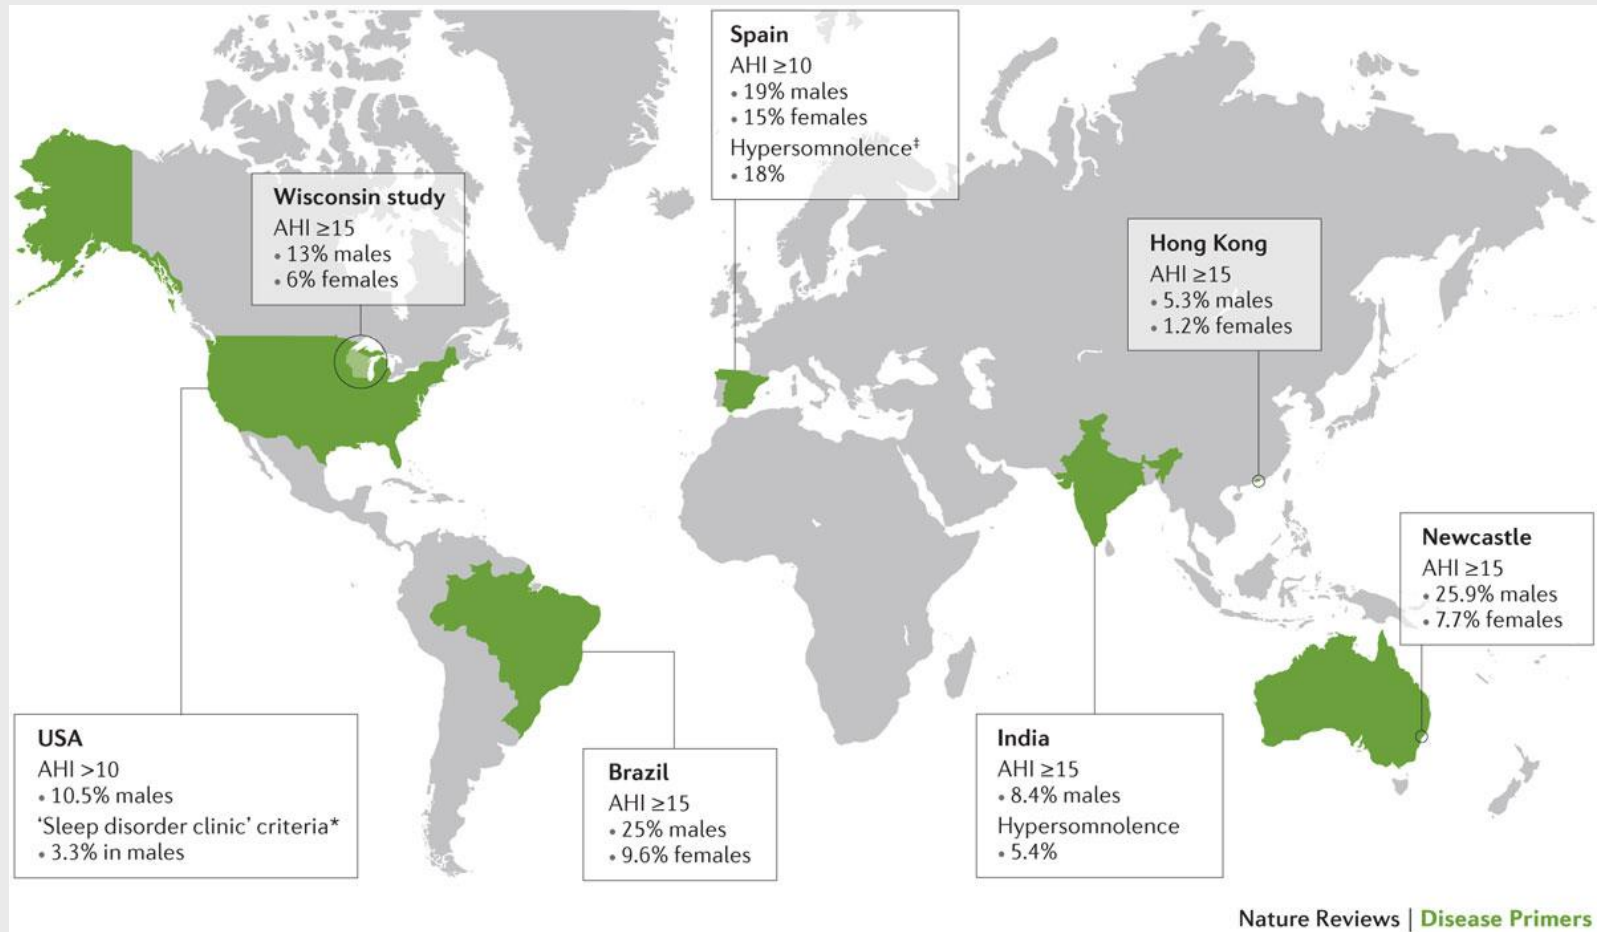 Spain
AHI ≥10
• 19% males
• 15% females
Hypersomnolence‡
• 18%
Wisconsin study
AHI ≥15
• 13% males
• 6% females
Hong Kong
AHI ≥15
• 5.3% males
• 1.2% females
Newcastle
AHI ≥15
• 25.9% males
• 7.7% females
USA
AHI >10
• 10.5% males
‘Sleep disorder clinic’ criteria*
• 3.3% in males
Brazil
AHI ≥15
• 25% males
• 9.6% females
India
AHI ≥15
• 8.4% males
Hypersomnolence
• 5.4%
Nature Reviews | Disease Primers